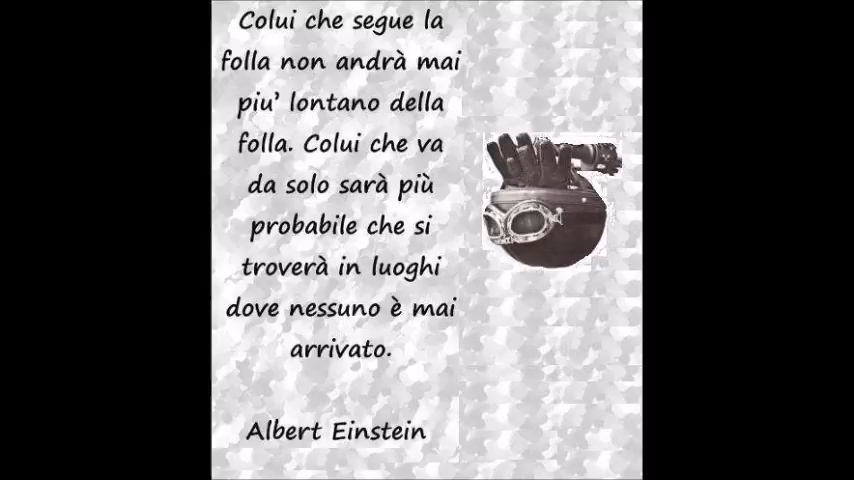 Colui che segue la
folla non andrà mai
piu' lontano della
folla. Colui che va
da solo sarà più
probabile che si
troverà in luoghi
dove nessuno è mai
arrivato.
Albert Einstein